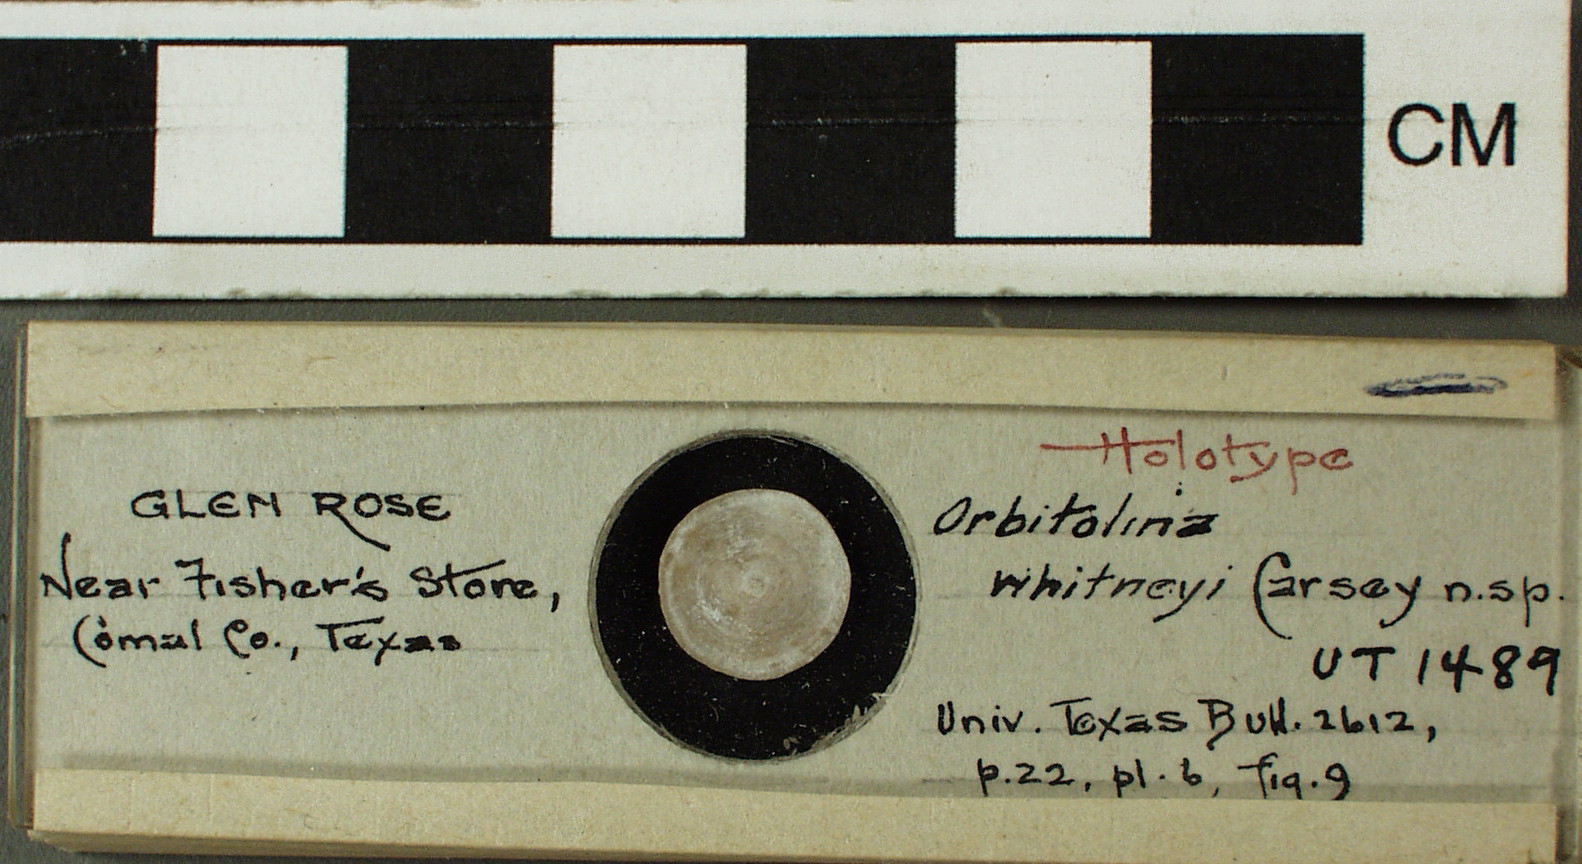 CM
GLEN ROSE
Near Fisher's Store,
Comal Co., Texas
Holotype
Orbitolina
whitneyi Carsey n.sp.
UT 1489
Univ. Texas Bull. 2612,
p.22, pl.6, fig.9